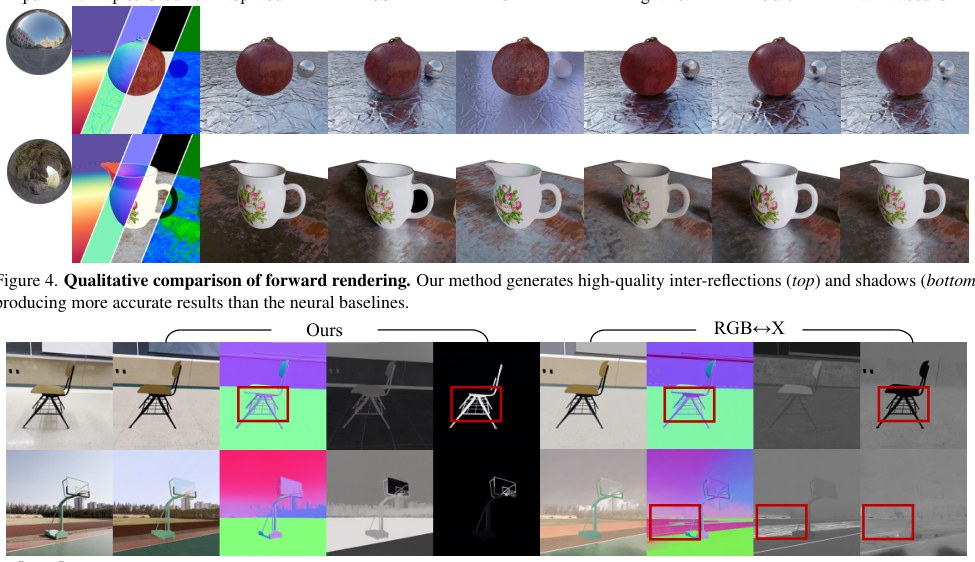 Figure 4. Qualitative comparison of forward rendering. Our method generates high-quality inter-reflections (top) and shadows (bottom
producing more accurate results than the neural baselines.
Ours
RGB↔X